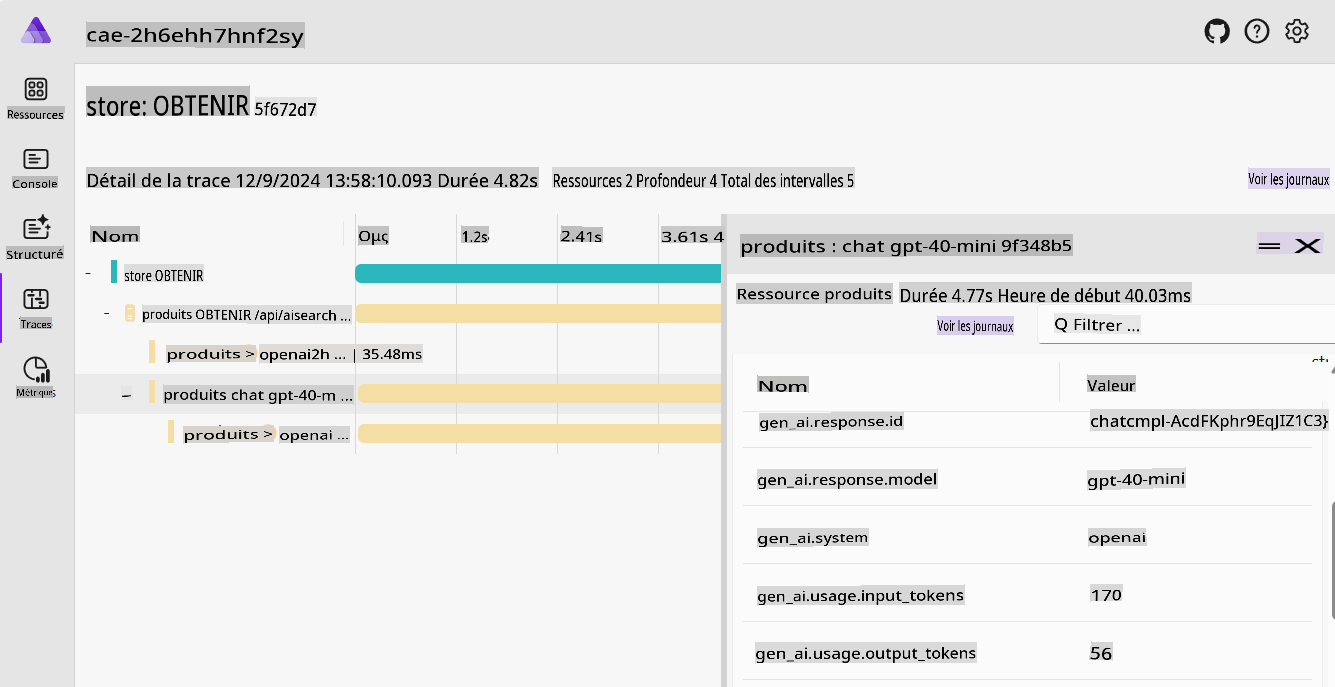 cae-2h6ehh7hnf2sy
Ressources
Console
Structuré
Traces
Métriques
store: OBTENIR 5f672d7
Détail de la trace 12/9/2024 13:58:10.093 Durée 4.82s Ressources 2 Profondeur 4 Total des intervalles 5
Voir les journaux
Nom 0μς 1.2s 2.41s 3.61s 4
- store OBTENIR
- produits OBTENIR /api/aisearch ...
produits > openai2h ... | 35.48ms
– produits chat gpt-40-m ...
produits > openai ...
produits : chat gpt-40-mini 9f348b5
Ressource produits Durée 4.77s Heure de début 40.03ms
Voir les journaux
Q Filtrer ...
Nom Valeur
gen_ai.response.id chatcmpl-AcdFKphr9EqJIZ1C3}
gen_ai.response.model gpt-40-mini
gen_ai.system openai
gen_ai.usage.input_tokens 170
gen_ai.usage.output_tokens 56